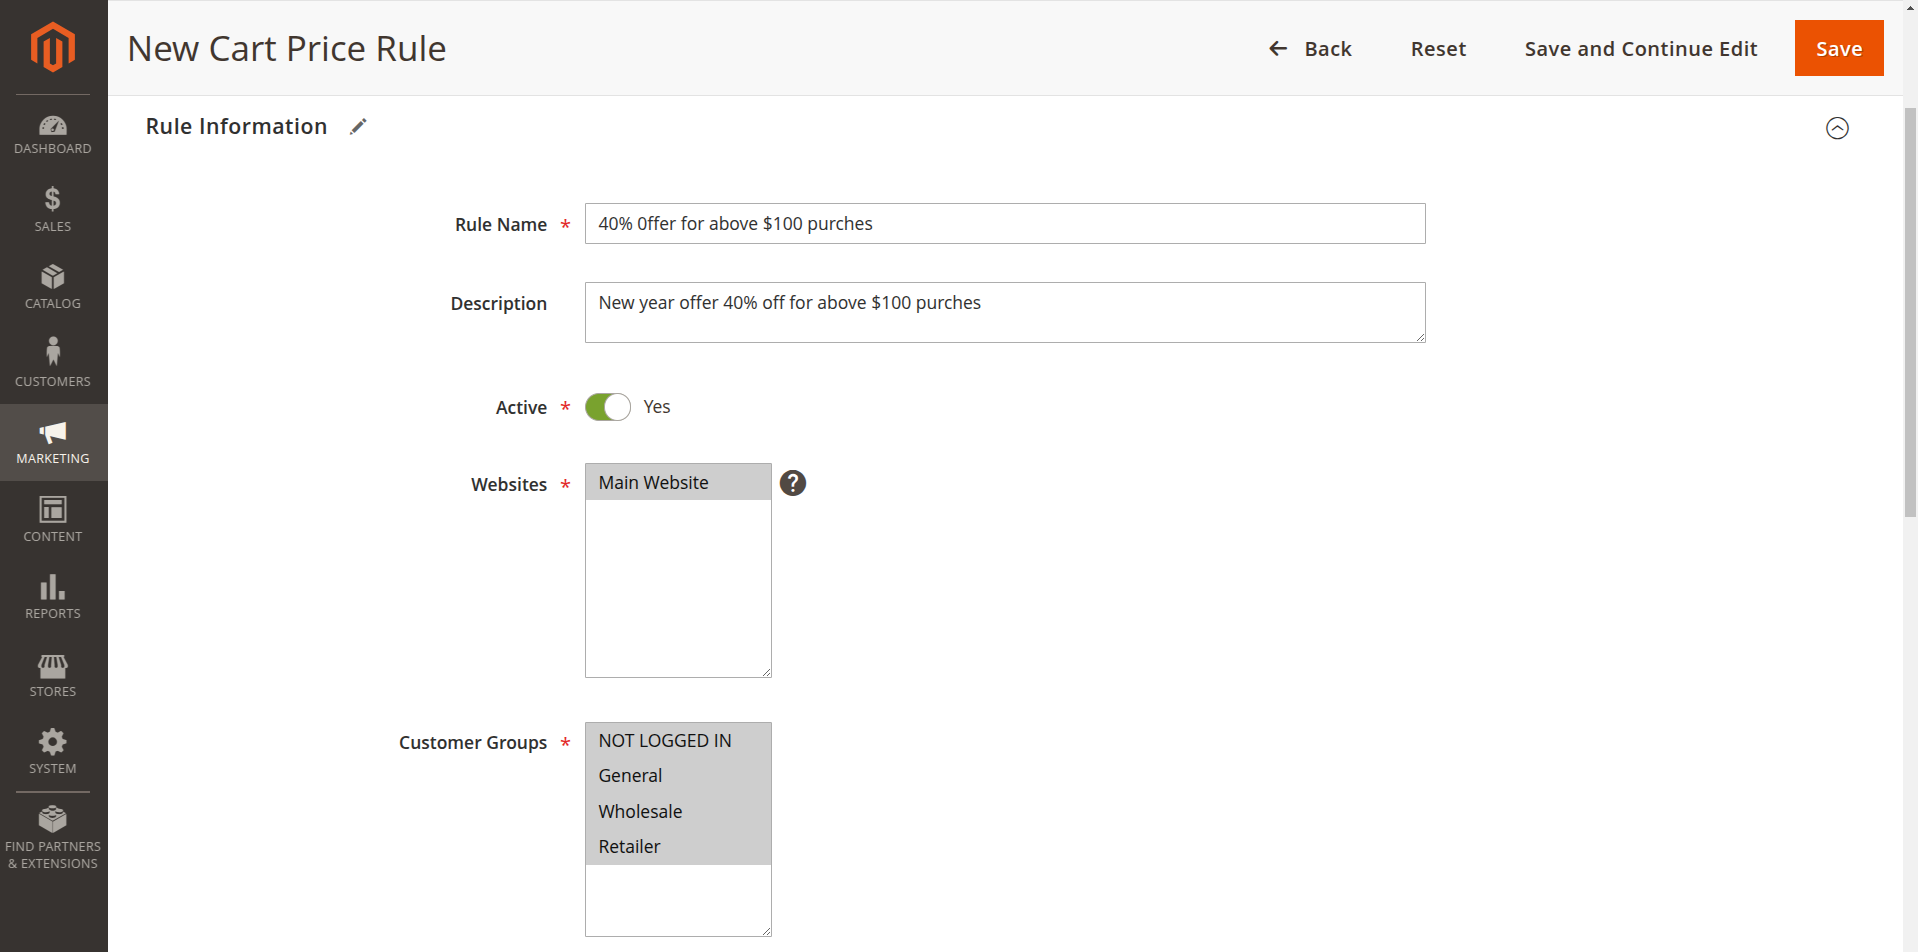 New Cart Price Rule
Back
Reset
Save and Continue Edit
Save
DASHBOARD
SALES
CATALOG
CUSTOMERS
MARKETING
CONTENT
REPORTS
STORES
SYSTEM
FIND PARTNERS
& EXTENSIONS
Rule Information
Rule Name *
40% 0ffer for above $100 purches
Description
New year offer 40% off for above $100 purches
Active *
Yes
Websites *
Main Website
?
Customer Groups *
NOT LOGGED IN
General
Wholesale
Retailer